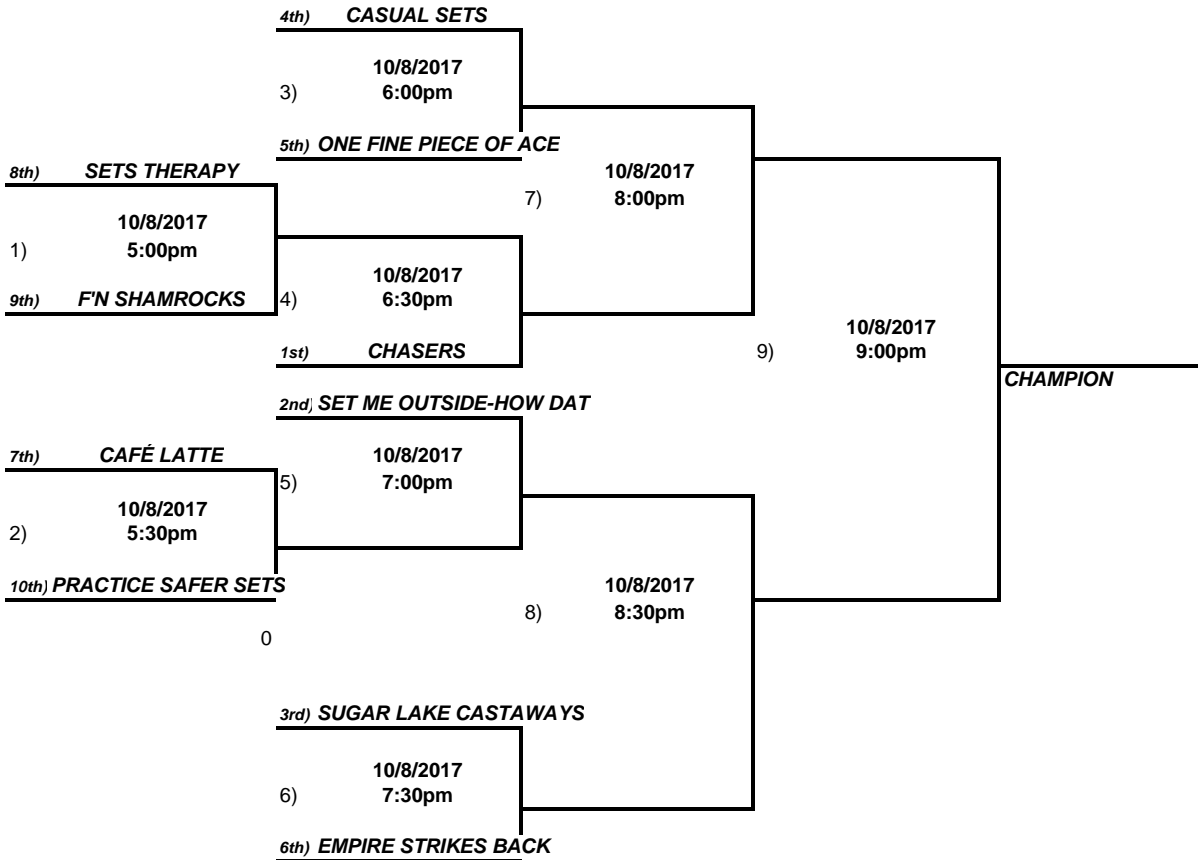 4th) CASUAL SETS
10/8/2017
3) 6:00pm
5th) ONE FINE PIECE OF ACE
8th) SETS THERAPY
10/8/2017
7) 8:00pm
10/8/2017
1) 5:00pm
10/8/2017
9th) F'N SHAMROCKS
4) 6:30pm
10/8/2017
9) 9:00pm
1st) CHASERS
CHAMPION
2nd) SET ME OUTSIDE-HOW DAT
7th) CAFÉ LATTE
10/8/2017
5) 7:00pm
10/8/2017
2) 5:30pm
10th) PRACTICE SAFER SETS
10/8/2017
8) 8:30pm
0
3rd) SUGAR LAKE CASTAWAYS
10/8/2017
6) 7:30pm
6th) EMPIRE STRIKES BACK